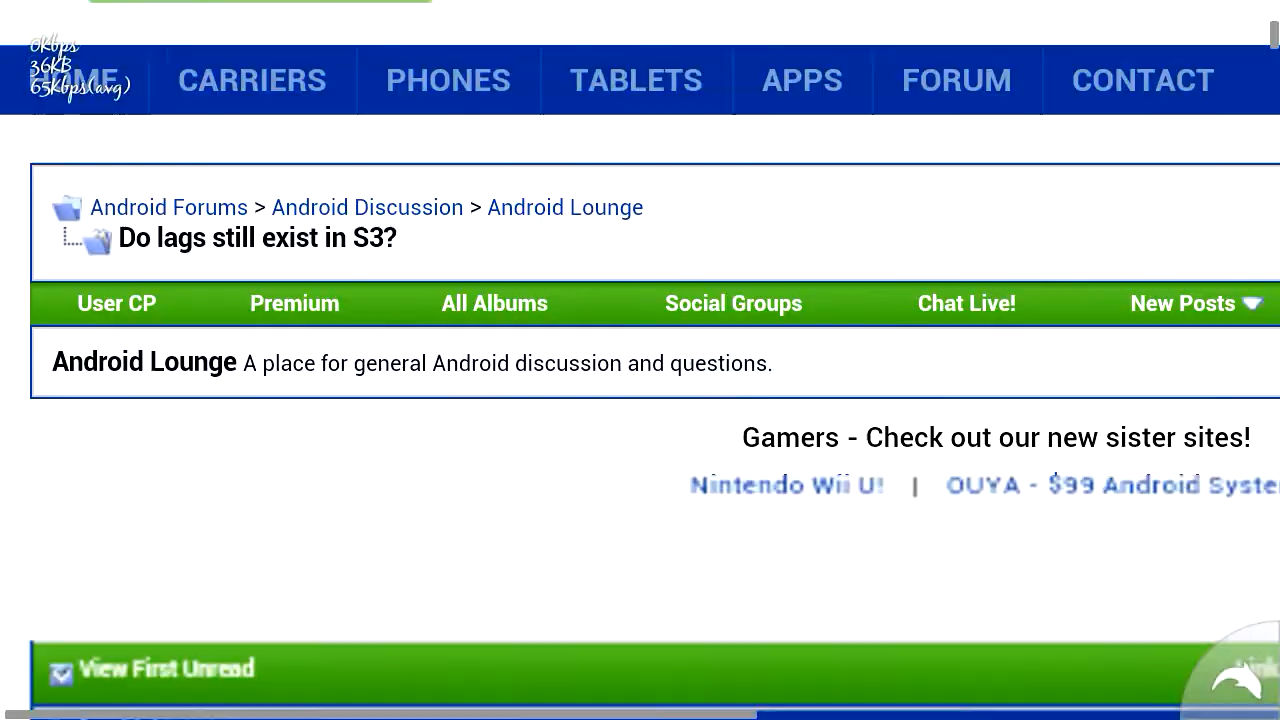 0kbps
36KB
65kbps(avg)
HOME CARRIERS PHONES TABLETS APPS FORUM CONTACT
Android Forums > Android Discussion > Android Lounge
Do lags still exist in S3?
User CP Premium All Albums Social Groups Chat Live! New Posts
Android Lounge A place for general Android discussion and questions.
Gamers - Check out our new sister sites!
Nintendo Wii U! | OUYA - $99 Android Syste
View First Unread